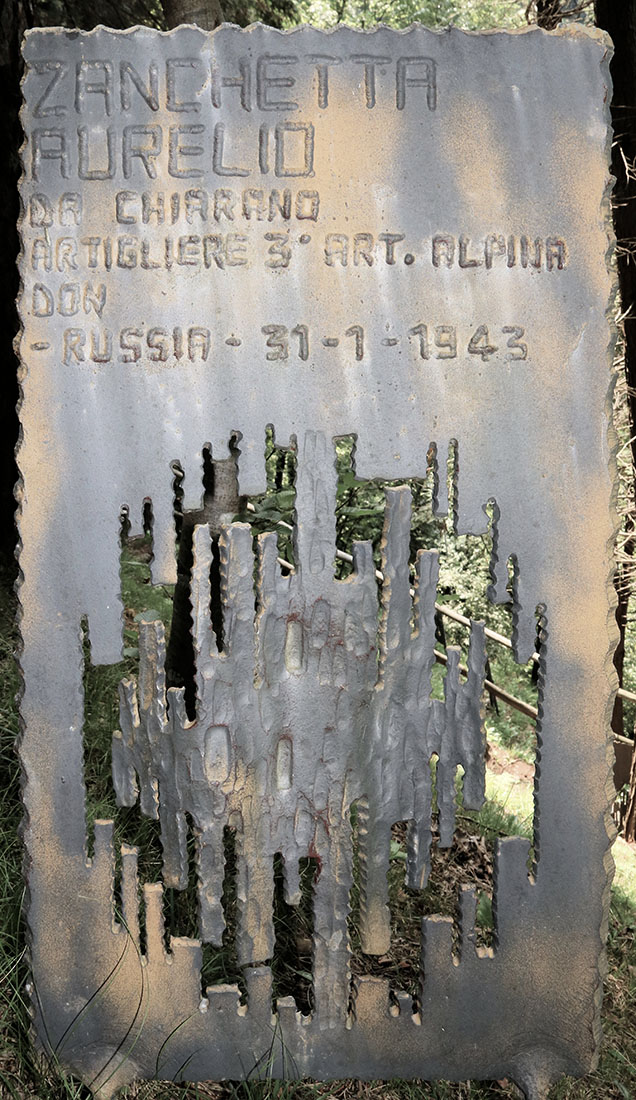 ZANCHETTA
AURELIO
DA CHIARANO
ARTIGLIERE 3° ART. ALPINA
DON
- RUSSIA - 31-1-1943